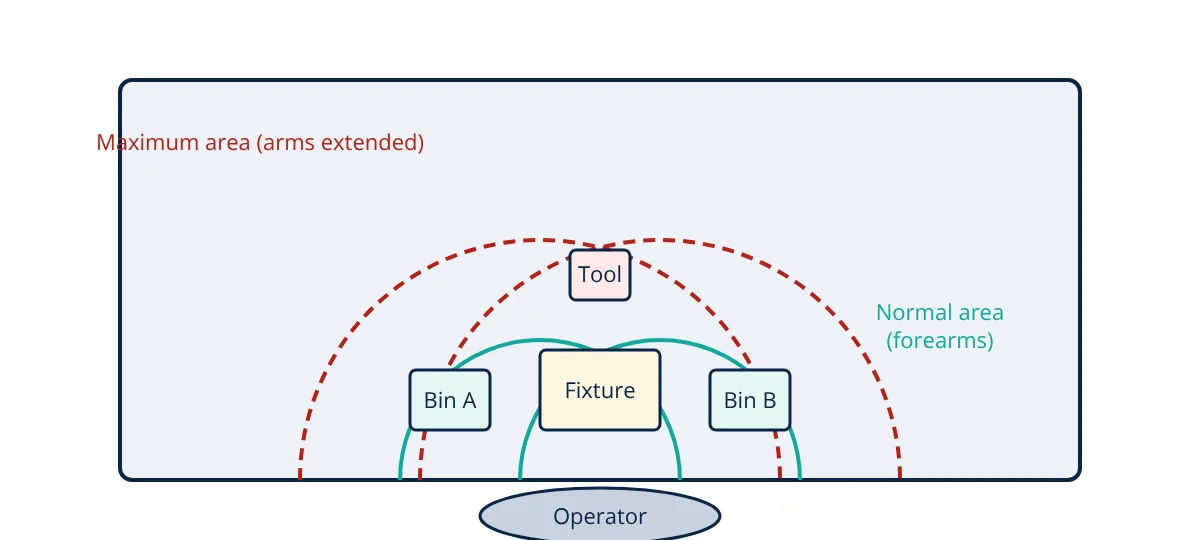 Maximum area (arms extended)
Tool
Normal area
(forearms)
Bin A
Fixture
Bin B
Operator